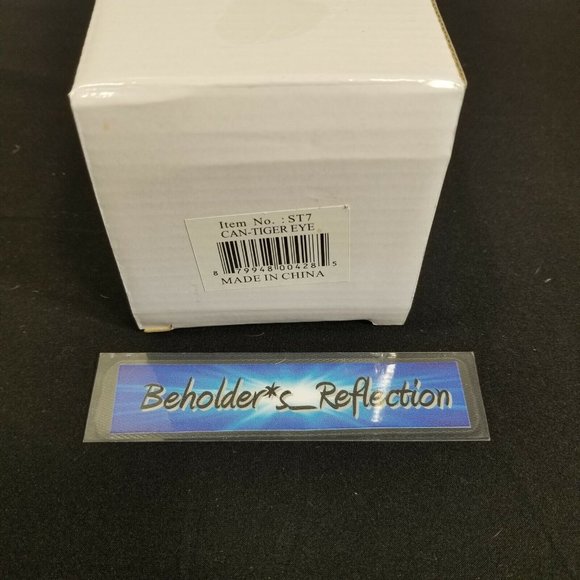 Item No. : ST7
CAN-TIGER EYE
8 79948 00428 5
MADE IN CHINA
Beholder*s_Reflection